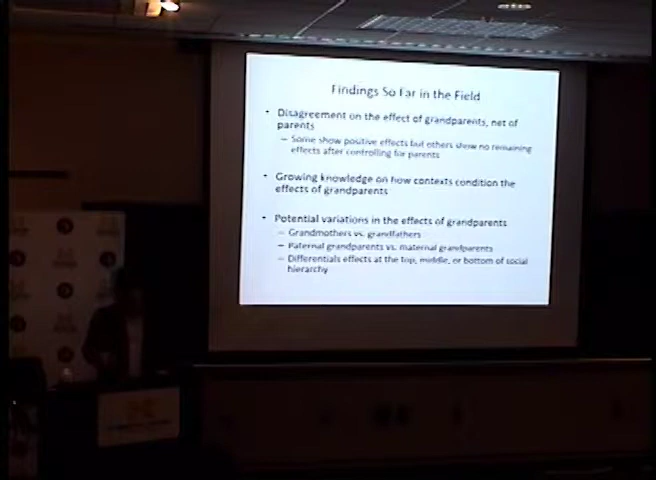 Findings So Far in the Field
• Disagreement on the effect of grandparents, net of
parents
– Some show positive effects but others show no remaining
effects after controlling for parents
• Growing knowledge on how contexts condition the
effects of grandparents
• Potential variations in the effects of grandparents
– Grandmothers vs. grandfathers
– Paternal grandparents vs. maternal grandparents
– Differentials effects at the top, middle, or bottom of social
hierarchy